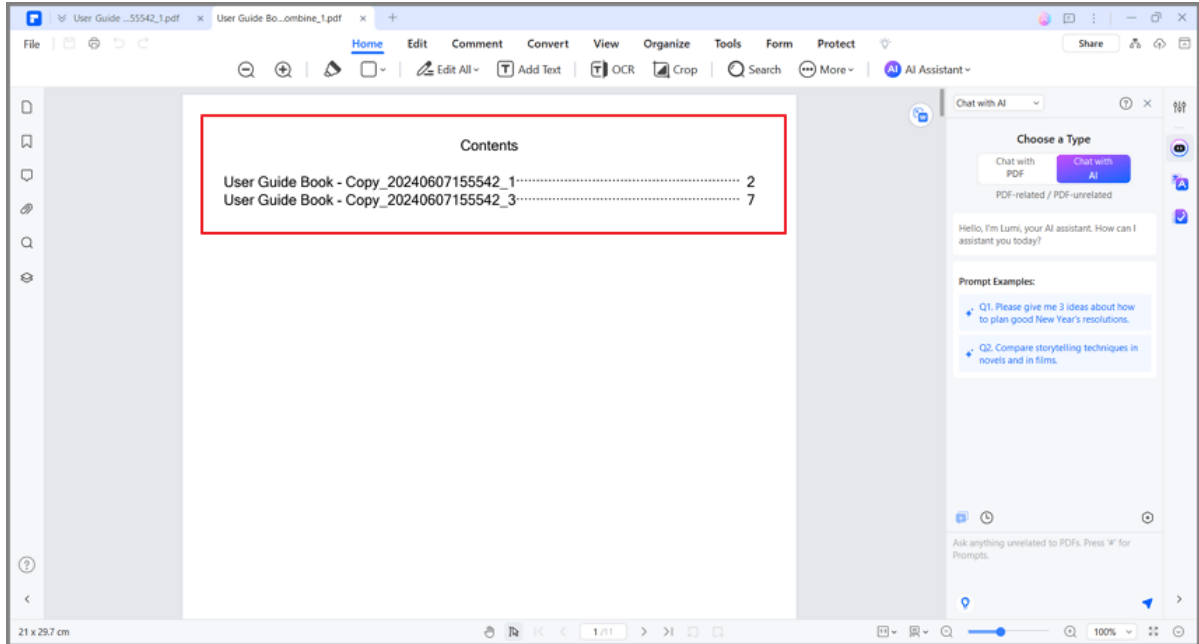 User Guide ...55542_1.pdf
User Guide Bo...ombine_1.pdf
File Home Edit Comment Convert View Organize Tools Form Protect Share
Edit All Add Text OCR Crop Search More AI AI Assistant
Contents
User Guide Book - Copy_20240607155542_1 2
User Guide Book - Copy_20240607155542_3 7
Chat with AI
Choose a Type
Chat with PDF
Chat with AI
PDF-related / PDF-unrelated
Hello, I'm Lumi, your AI assistant. How can I
assistant you today?
Prompt Examples:
Q1. Please give me 3 ideas about how
to plan good New Year's resolutions.
Q2. Compare storytelling techniques in
novels and in films.
Ask anything unrelated to PDFs. Press '#' for
Prompts.
21 x 29.7 cm 1 /11 100%